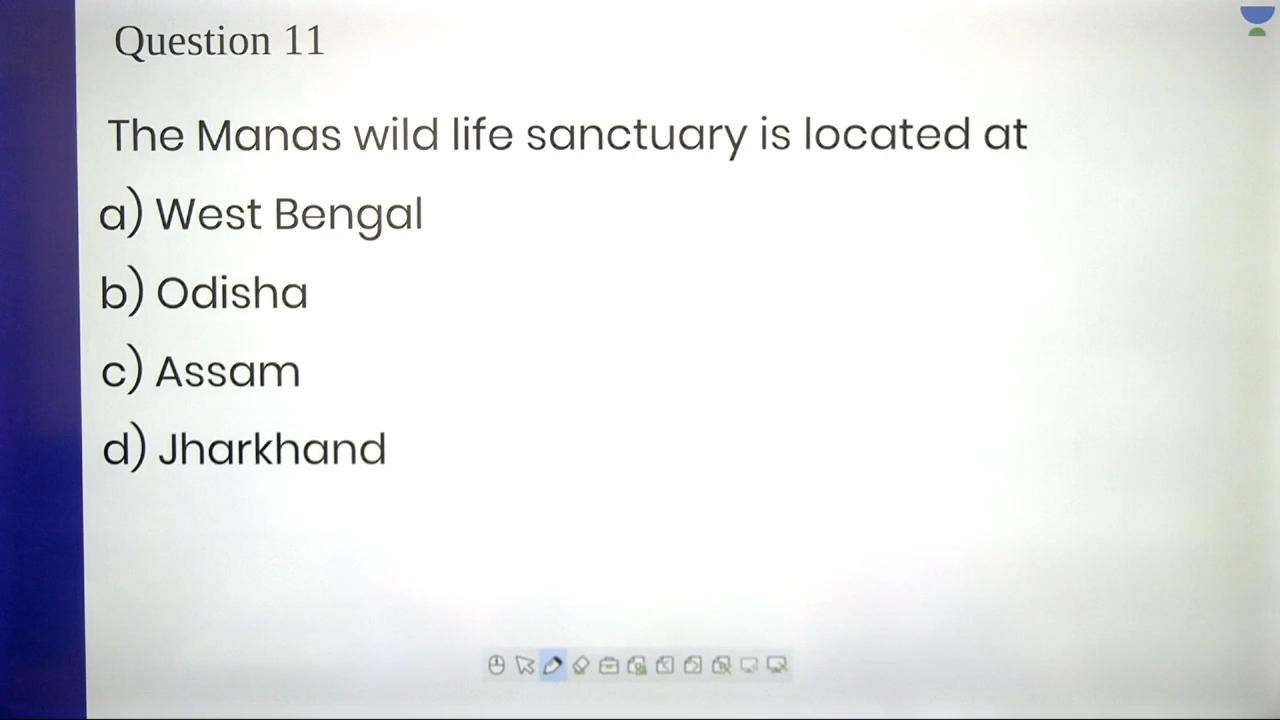 Question 11
The Manas wild life sanctuary is located at
a) West Bengal
b) Odisha
c) Assam
d) Jharkhand